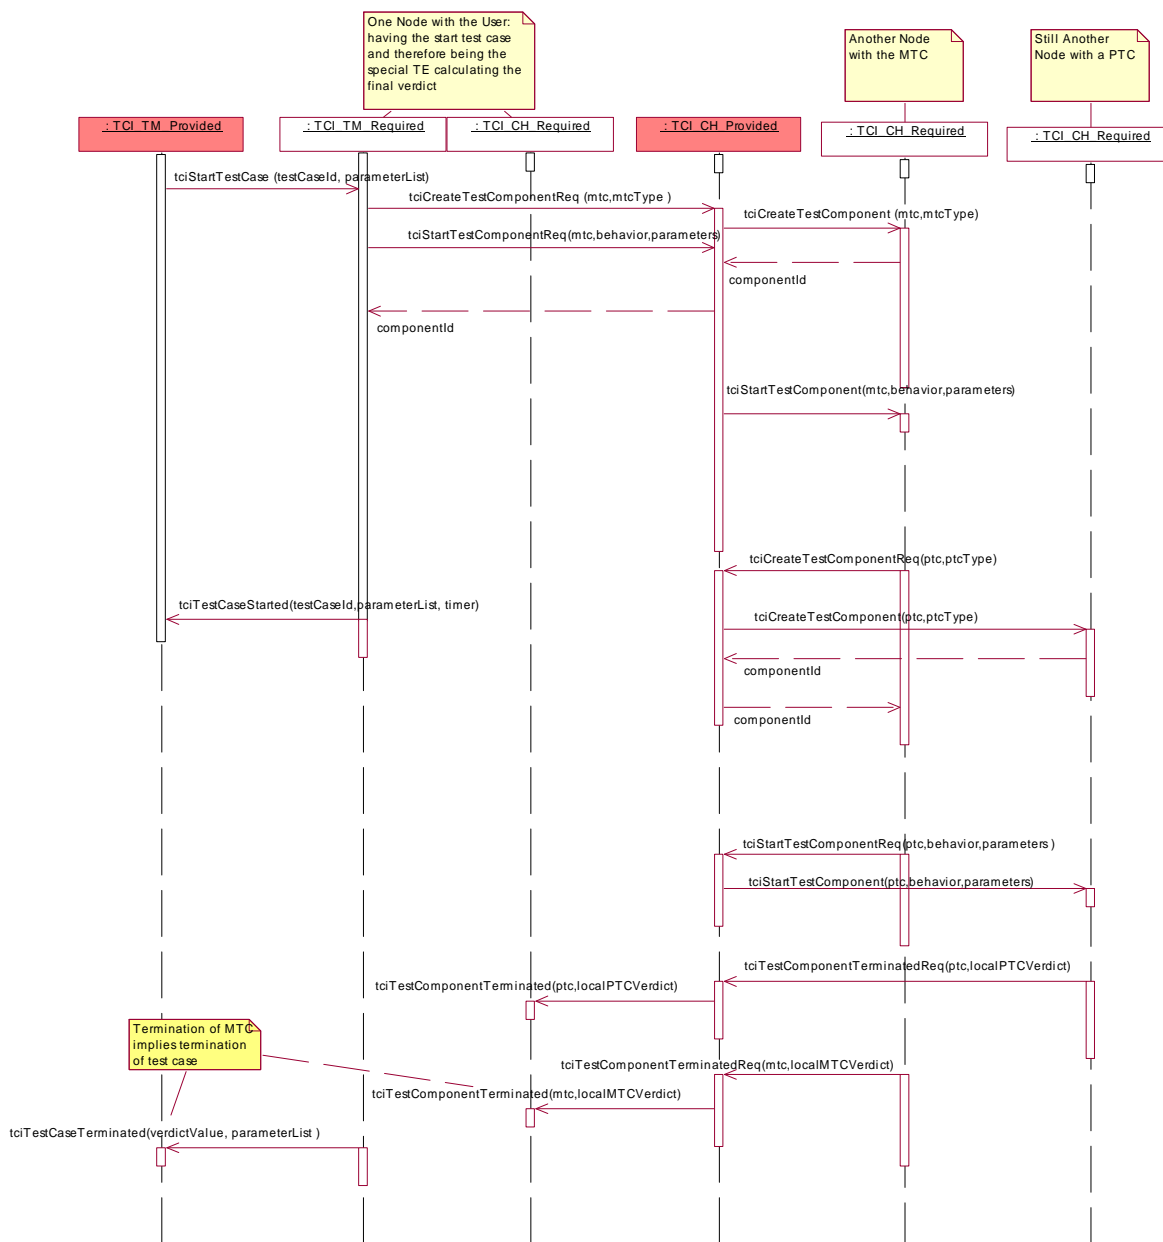 One Node with the User:
having the start test case
and therefore being the
special TE calculating the
final verdict
Another Node
with the MTC
Still Another
Node with a PTC
: TCI_TM_Provided
: TCI_TM_Required
: TCI_CH_Required
: TCI_CH_Provided
: TCI_CH_Required
: TCI_CH_Required
tciStartTestCase (testCaseId, parameterList)
tciCreateTestComponentReq (mtc,mtcType )
tciCreateTestComponent (mtc,mtcType)
tciStartTestComponentReq(mtc,behavior,parameters)
componentId
componentId
tciStartTestComponent(mtc,behavior,parameters)
tciCreateTestComponentReq(ptc,ptcType)
tciTestCaseStarted(testCaseId,parameterList, timer)
tciCreateTestComponent(ptc,ptcType)
componentId
componentId
tciStartTestComponentReq(ptc,behavior,parameters )
tciStartTestComponent(ptc,behavior,parameters)
tciTestComponentTerminatedReq(ptc,localPTCVerdict)
tciTestComponentTerminated(ptc,localPTCVerdict)
Termination of MTC
implies termination
of test case
tciTestComponentTerminatedReq(mtc,localMTCVerdict)
tciTestComponentTerminated(mtc,localMTCVerdict)
tciTestCaseTerminated(verdictValue, parameterList )